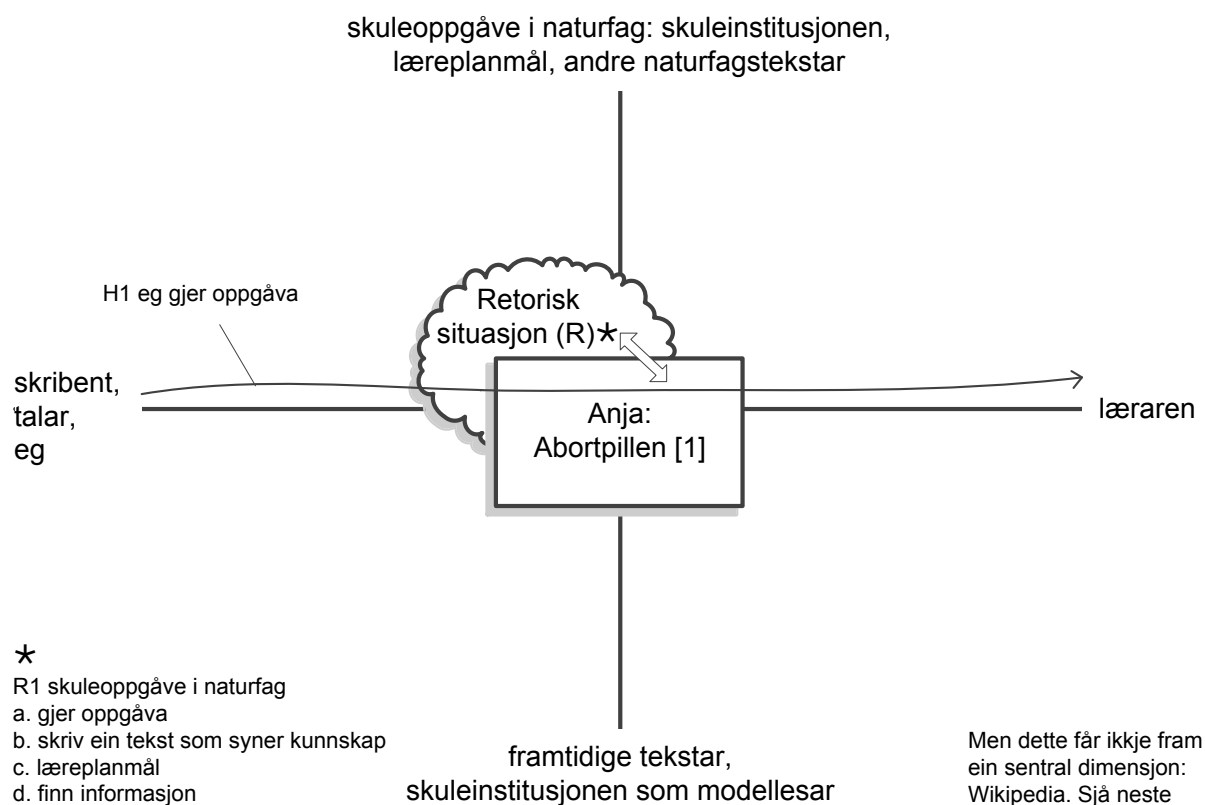 skuleoppgåve i naturfag: skuleinstitusjonen,
læreplanmål, andre naturfagstekstar
H1 eg gjer oppgåva
Retorisk
situasjon (R)*
skribent,
talar,
eg
Anja:
Abortpillen [1]
læraren
*
R1 skuleoppgåve i naturfag
a. gjer oppgåva
b. skriv ein tekst som syner kunnskap
c. læreplanmål
d. finn informasjon
framtidige tekstar,
skuleinstitusjonen som modellesar
Men dette får ikkje fram
ein sentral dimensjon:
Wikipedia. Sjå neste